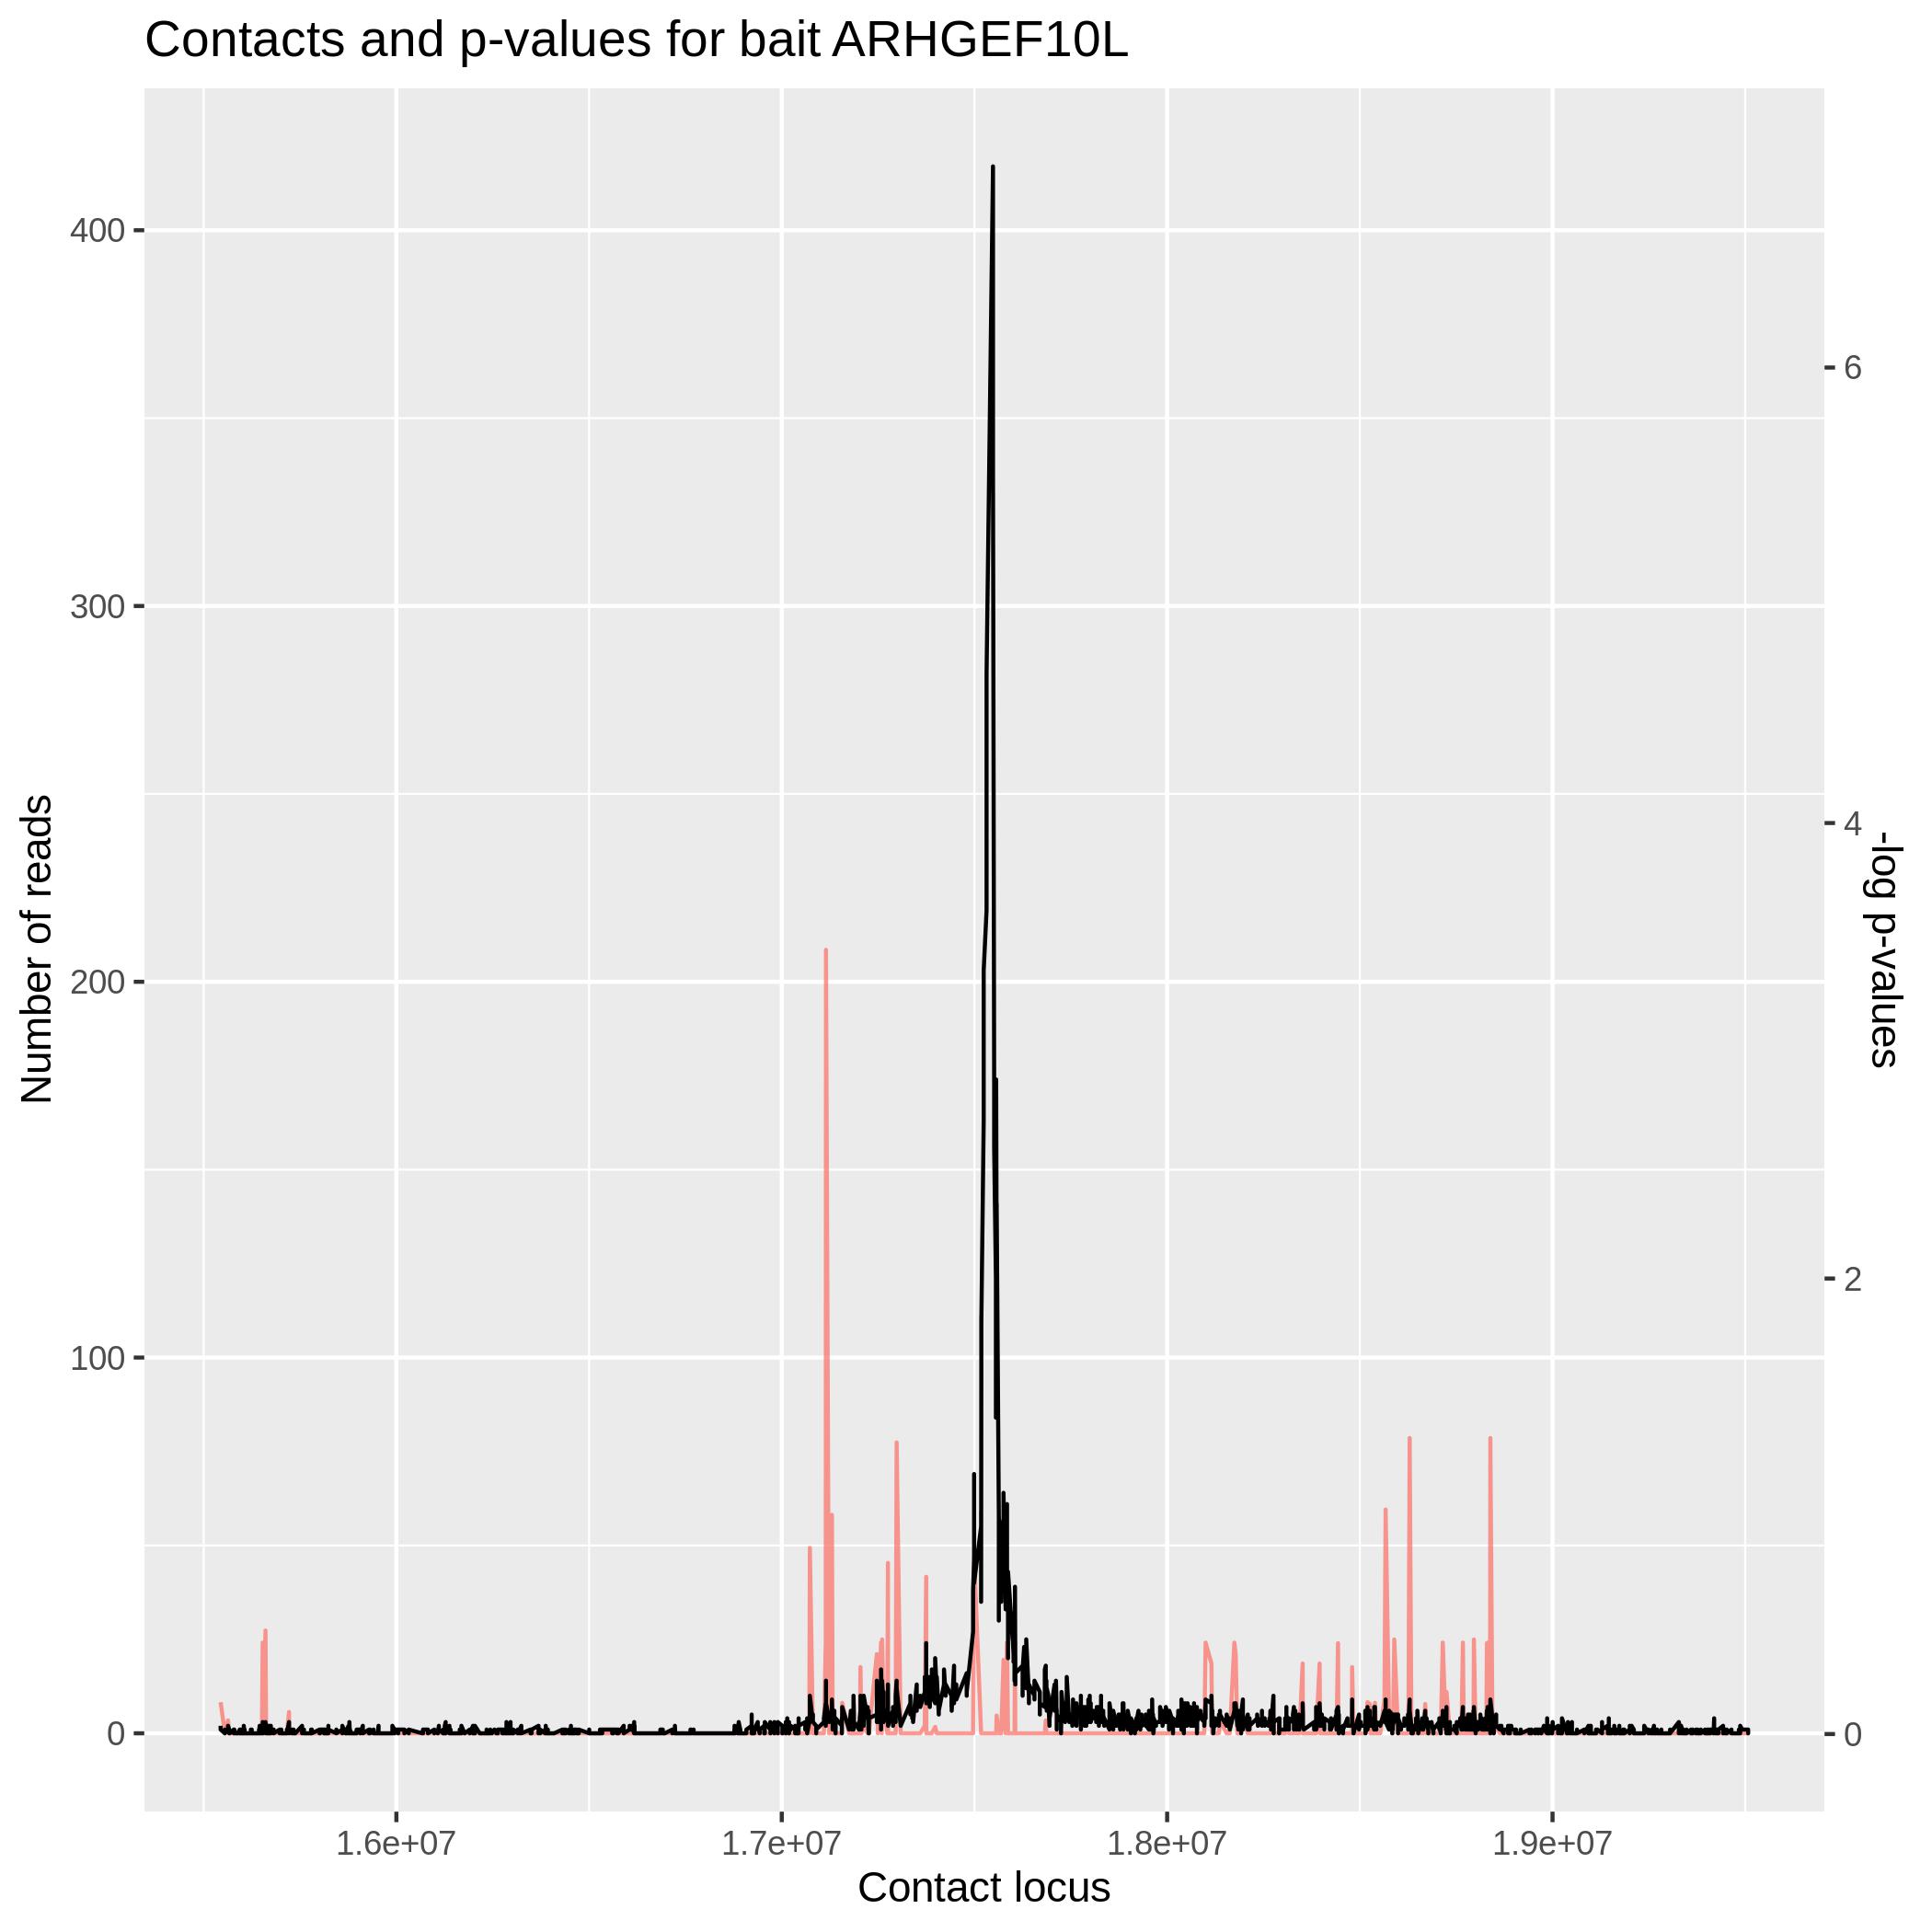 Contacts and p-values for bait ARHGEF10L
400
300
200
100
0
Number of reads
6
4
2
0
-log p-values
1.6e+07 1.7e+07 1.8e+07 1.9e+07
Contact locus